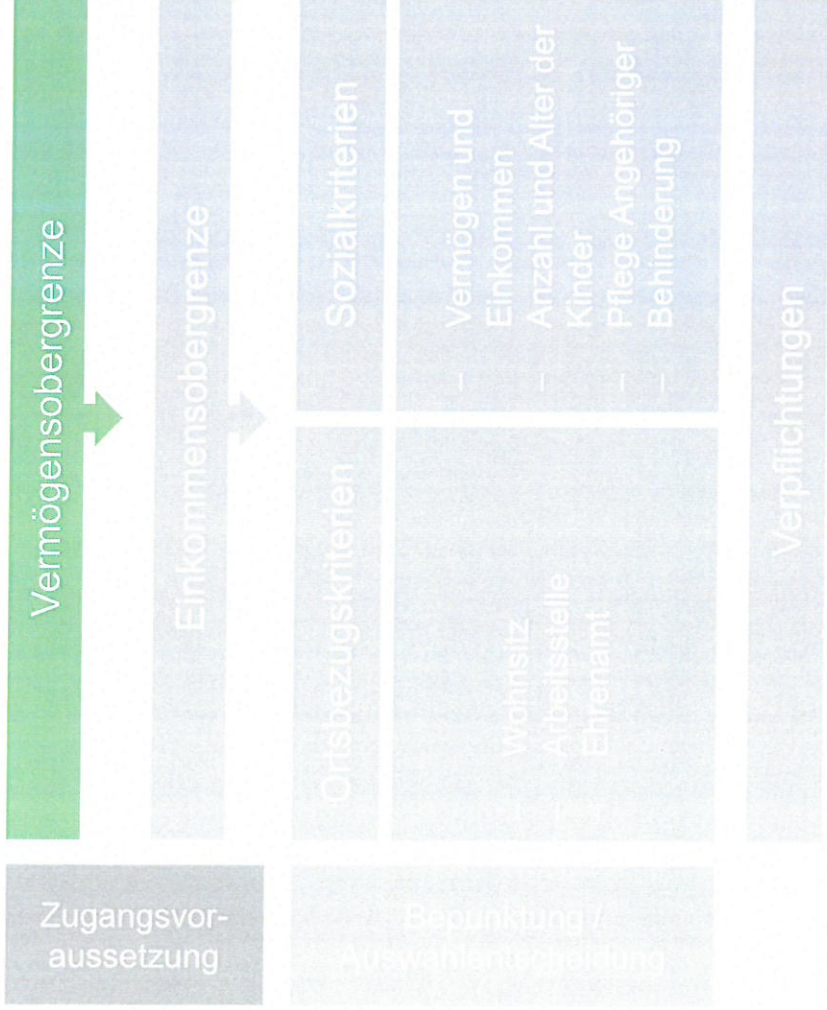 Zugangsvor-
aussetzung
Vermögensobergrenze
Einkommensobergrenze
Bepunktung /
Auswahlentscheidung
Ortsbezugskriterien
Sozialkriterien
Wohnsitz
Arbeitsstelle
Ehrenamt
– Vermögen und
Einkommen
– Anzahl und Alter der
Kinder
– Pflege Angehöriger
– Behinderung
Verpflichtungen